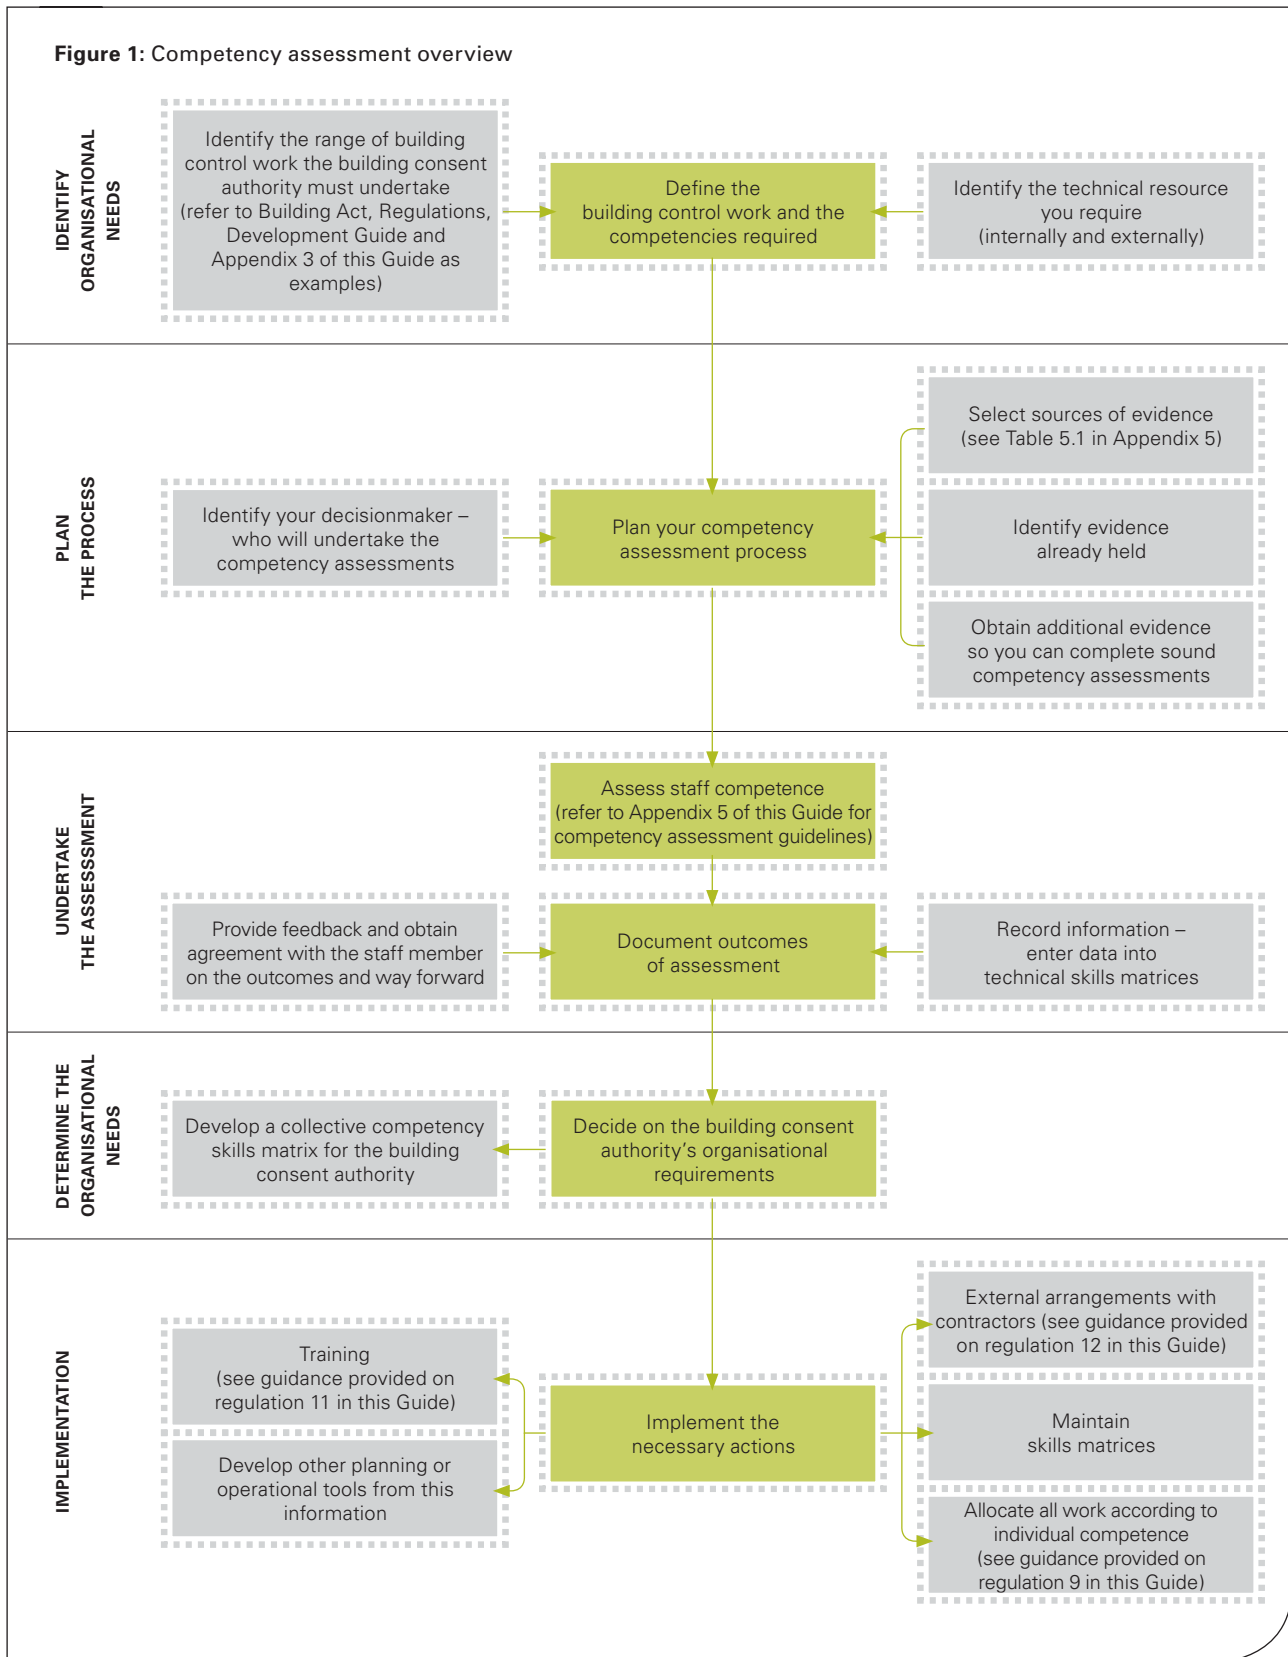 Figure 1: Competency assessment overview
IDENTIFY
ORGANISATIONAL
NEEDS
Identify the range of building
control work the building consent
authority must undertake
(refer to Building Act, Regulations,
Development Guide and
Appendix 3 of this Guide as
examples)
Define the
building control work and the
competencies required
Identify the technical resource
you require
(internally and externally)
PLAN
THE PROCESS
Identify your decisionmaker –
who will undertake the
competency assessments
Plan your competency
assessment process
Select sources of evidence
(see Table 5.1 in Appendix 5)
Identify evidence
already held
Obtain additional evidence
so you can complete sound
competency assessments
UNDERTAKE
THE ASSESSSMENT
Assess staff competence
(refer to Appendix 5 of this Guide for
competency assessment guidelines)
Provide feedback and obtain
agreement with the staff member
on the outcomes and way forward
Document outcomes
of assessment
Record information –
enter data into
technical skills matrices
DETERMINE THE
ORGANISATIONAL
NEEDS
Develop a collective competency
skills matrix for the building
consent authority
Decide on the building consent
authority's organisational
requirements
IMPLEMENTATION
Training
(see guidance provided on
regulation 11 in this Guide)
Develop other planning or
operational tools from this
information
Implement the
necessary actions
External arrangements with
contractors (see guidance provided
on regulation 12 in this Guide)
Maintain
skills matrices
Allocate all work according to
individual competence
(see guidance provided on
regulation 9 in this Guide)